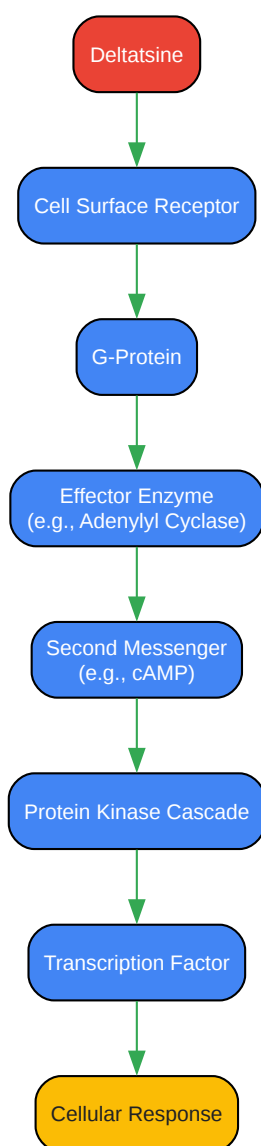 Deltatsine
Cell Surface Receptor
G-Protein
Effector Enzyme
(e.g., Adenylyl Cyclase)
Second Messenger
(e.g., cAMP)
Protein Kinase Cascade
Transcription Factor
Cellular Response